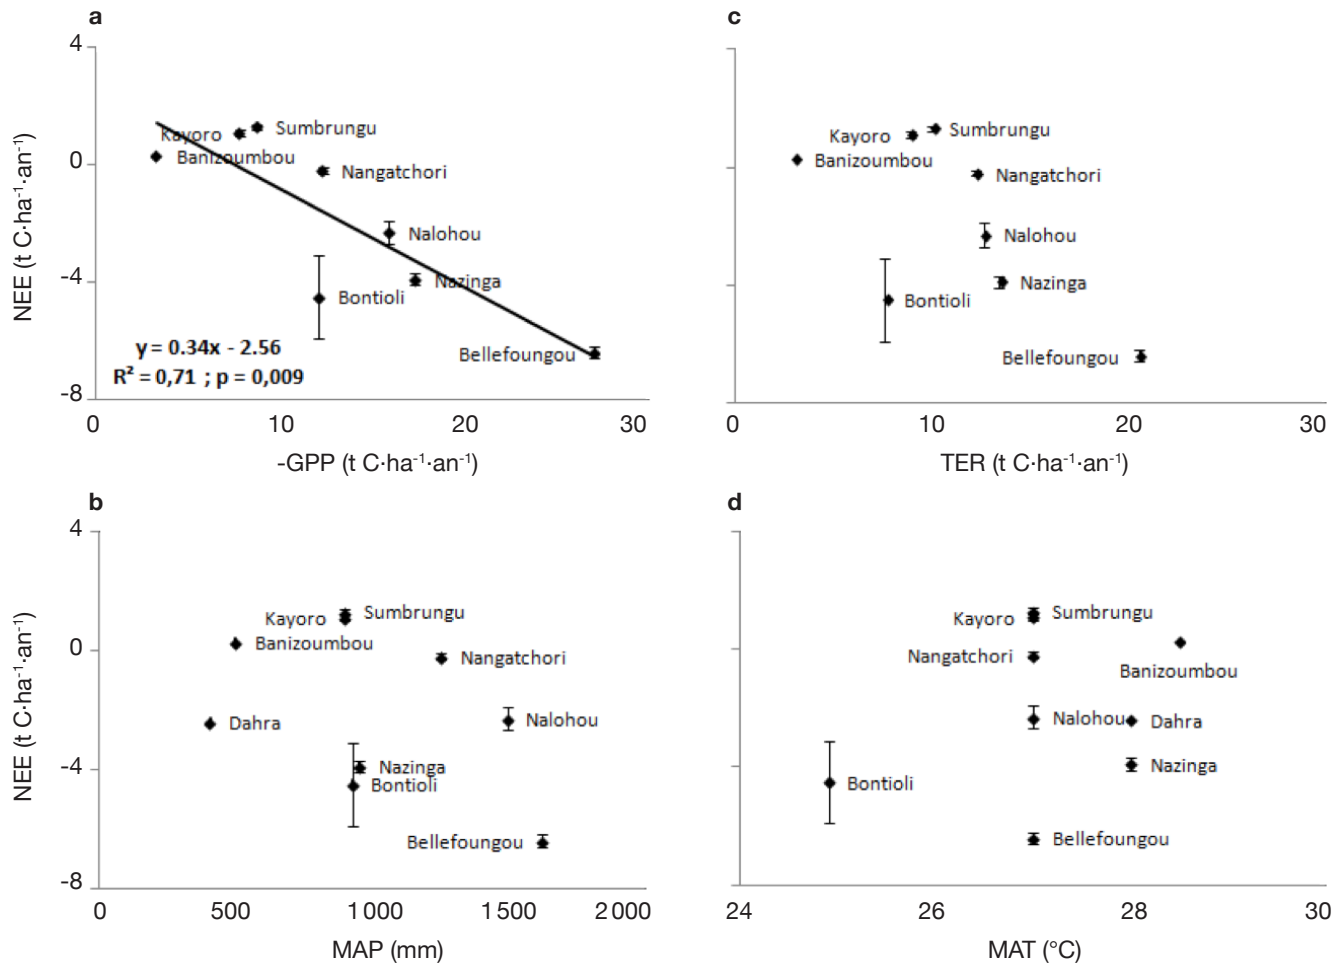 a
4
0
-4
-8
NEE (t C·ha⁻¹·an⁻¹)
Kayoro
Sumbrungu
Banizoumbou
Nangatchori
Nalohou
Nazinga
Bontioli
Bellefoungou
y = 0.34x - 2.56
R² = 0,71 ; p = 0,009
0 10 20 30
-GPP (t C·ha⁻¹·an⁻¹)
c
Kayoro
Sumbrungu
Banizoumbou
Nangatchori
Nalohou
Nazinga
Bontioli
Bellefoungou
0 10 20 30
TER (t C·ha⁻¹·an⁻¹)
b
4
0
-4
-8
NEE (t C·ha⁻¹·an⁻¹)
Kayoro
Sumbrungu
Banizoumbou
Nangatchori
Dahra
Nalohou
Nazinga
Bontioli
Bellefoungou
0 500 1 000 1 500 2 000
MAP (mm)
d
Kayoro
Sumbrungu
Nangatchori
Banizoumbou
Nalohou
Dahra
Nazinga
Bontioli
Bellefoungou
24 26 28 30
MAT (°C)